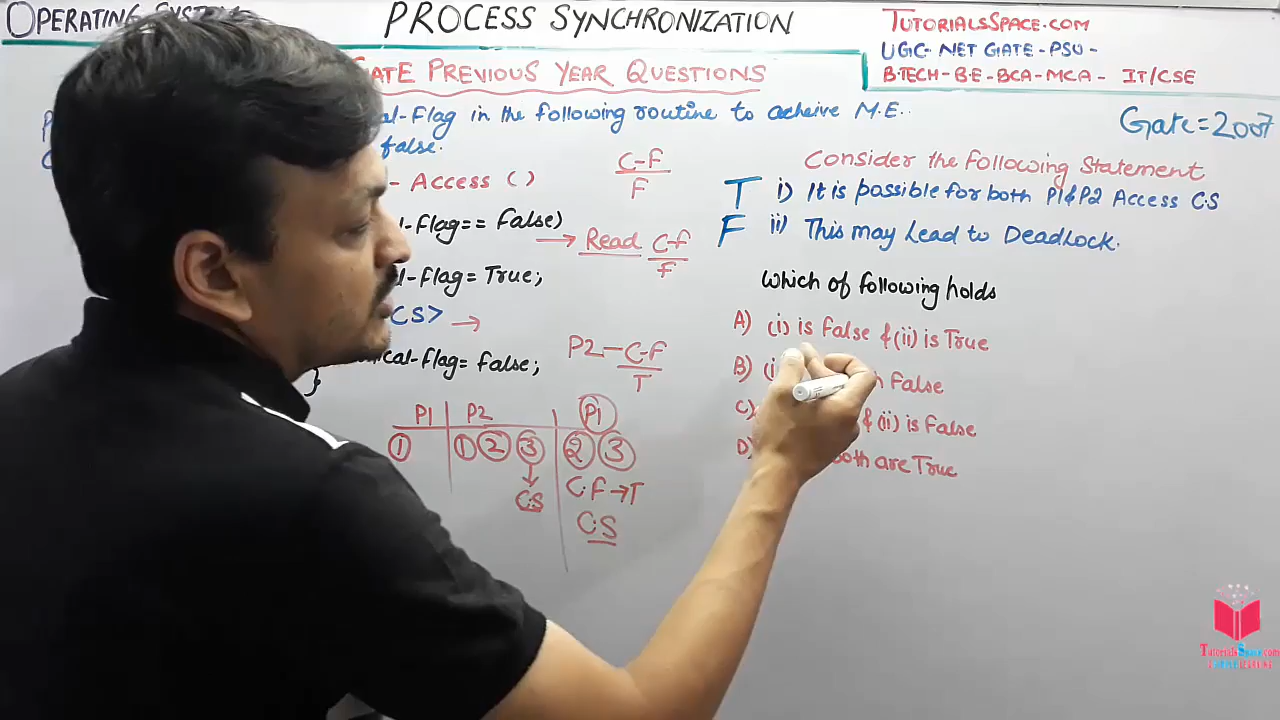 OPERATING SYSTEM
PROCESS SYNCHRONIZATION
TUTORIALSSPACE.COM
UGC- NET GATE - PSU -
B.TECH - B.E - BCA - MCA - IT/CSE
GATE PREVIOUS YEAR QUESTIONS
al-Flag in the following routine to acheive M.E..
false.
Gate=2007
- Access ( )
C-F
F
l-flag== False)
→ Read C-f
F
l-flag=True;
CS> →
ical-flag= false;
}
P2 - C-F
T
P1 P2 P1
1 1 2 3 2 3
CS C.F→T
CS
Consider the Following Statement
T i) It is possible for both P1&P2 Access C.S
F ii) This may Lead to DeadLock.
Which of following holds
A) (i) is False &(ii) is True
B) (i False
C) &(ii) is False
D) both are True
TutorialsSpace.com